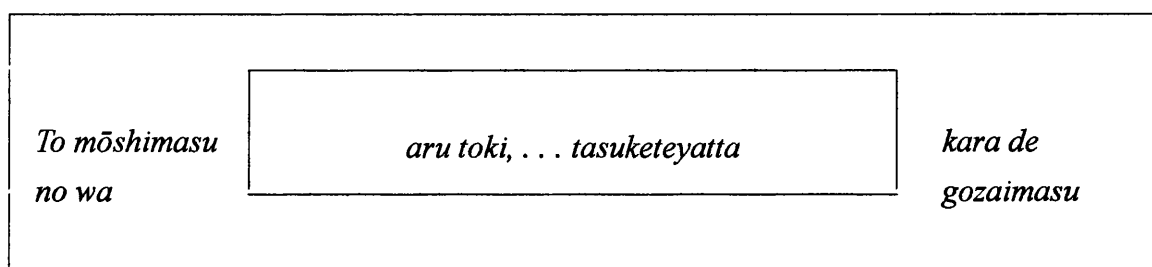 To mōshimasu
no wa
aru toki, . . . tasuketeyatta
kara de
gozaimasu